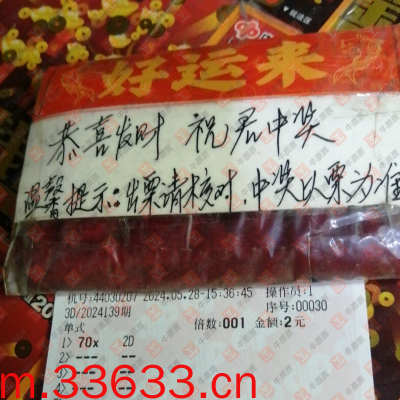 好运来
恭喜发财 祝君中奖
温馨提示：出票请核对，中奖以票为准
机号:44030207 2024.05.28-15:36:45 操作员:1
3D/2024139期 序号:00030
单式 倍数:001 金额:2元
1> 70x 2D
2> ---
3> ---
4> ---
m.33633.cn